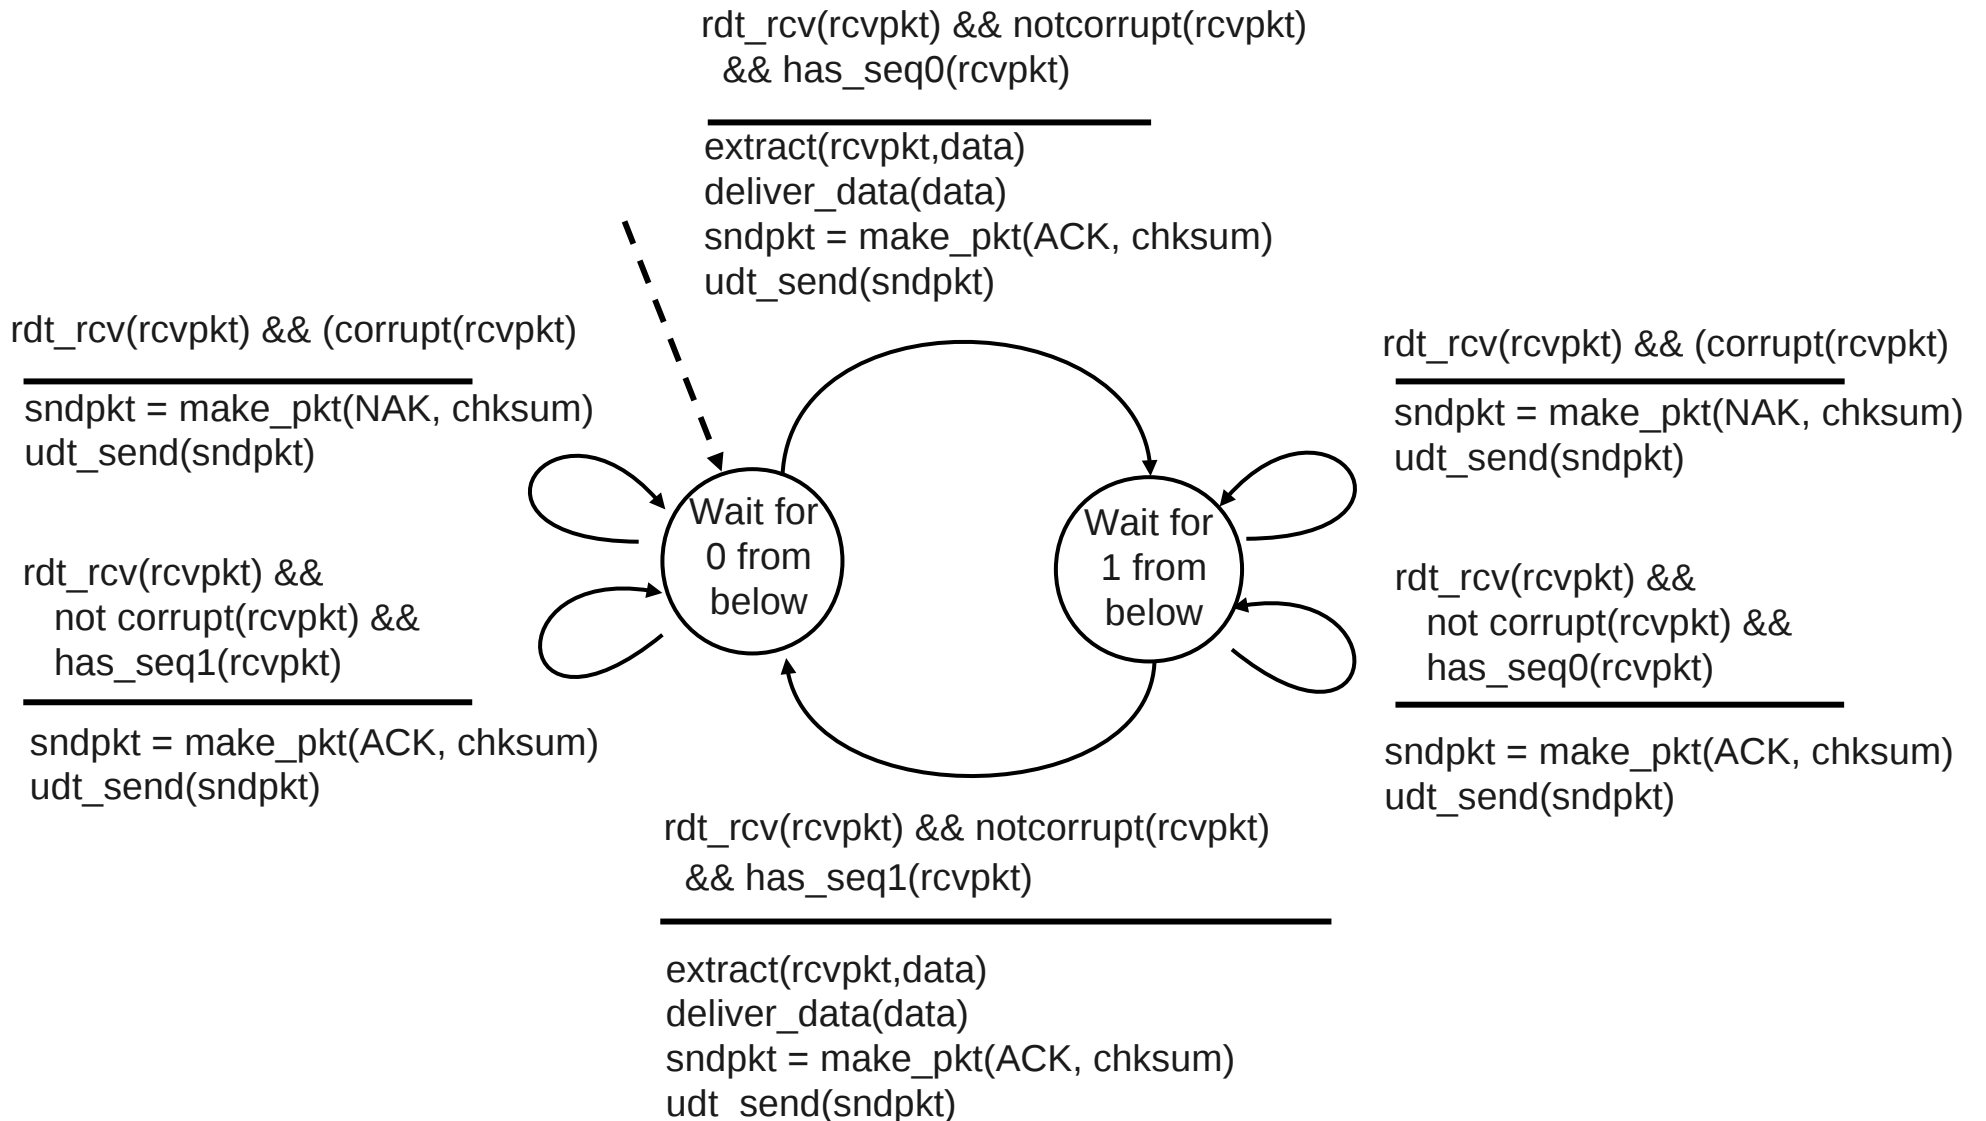 rdt_rcv(rcvpkt) && notcorrupt(rcvpkt)
&& has_seq0(rcvpkt)
extract(rcvpkt,data)
deliver_data(data)
sndpkt = make_pkt(ACK, chksum)
udt_send(sndpkt)
rdt_rcv(rcvpkt) && (corrupt(rcvpkt)
sndpkt = make_pkt(NAK, chksum)
udt_send(sndpkt)
rdt_rcv(rcvpkt) &&
not corrupt(rcvpkt) &&
has_seq1(rcvpkt)
sndpkt = make_pkt(ACK, chksum)
udt_send(sndpkt)
Wait for
0 from
below
Wait for
1 from
below
rdt_rcv(rcvpkt) && (corrupt(rcvpkt)
sndpkt = make_pkt(NAK, chksum)
udt_send(sndpkt)
rdt_rcv(rcvpkt) &&
not corrupt(rcvpkt) &&
has_seq0(rcvpkt)
sndpkt = make_pkt(ACK, chksum)
udt_send(sndpkt)
rdt_rcv(rcvpkt) && notcorrupt(rcvpkt)
&& has_seq1(rcvpkt)
extract(rcvpkt,data)
deliver_data(data)
sndpkt = make_pkt(ACK, chksum)
udt_send(sndpkt)